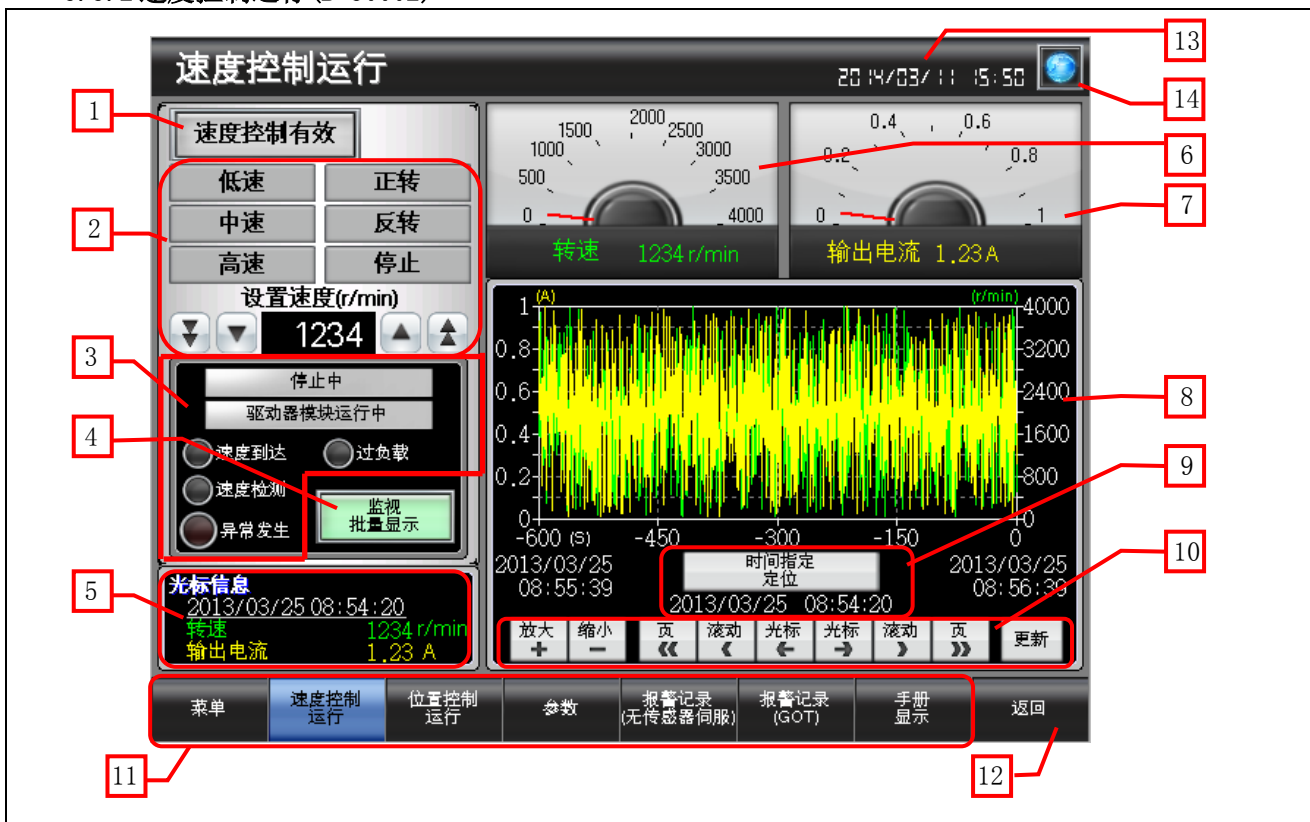 速度控制运行
2014/03/11 15:50
13
14
1
速度控制有效
2
低速
正转
中速
反转
高速
停止
设置速度(r/min)
1234
0
500
1000
1500
2000
2500
3000
3500
4000
转速 1234 r/min
6
0
0.2
0.4
0.6
0.8
1
输出电流 1.23 A
7
3
停止中
驱动器模块运行中
速度到达
过负载
4
速度检测
异常发生
监视
批量显示
(A)
(r/min)
1
0.8
0.6
0.4
0.2
0
4000
3200
2400
1600
800
0
8
-600 (S) -450 -300 -150 0
9
2013/03/25
08:55:39
时间指定
定位
2013/03/25 08:54:20
2013/03/25
08:56:39
10
5
光标信息
2013/03/25 08:54:20
转速 1234 r/min
输出电流 1.23 A
放大
缩小
页
滚动
光标
光标
滚动
页
更新
菜单
速度控制
运行
位置控制
运行
参数
报警记录
(无传感器伺服)
报警记录
(GOT)
手册
显示
返回
11
12